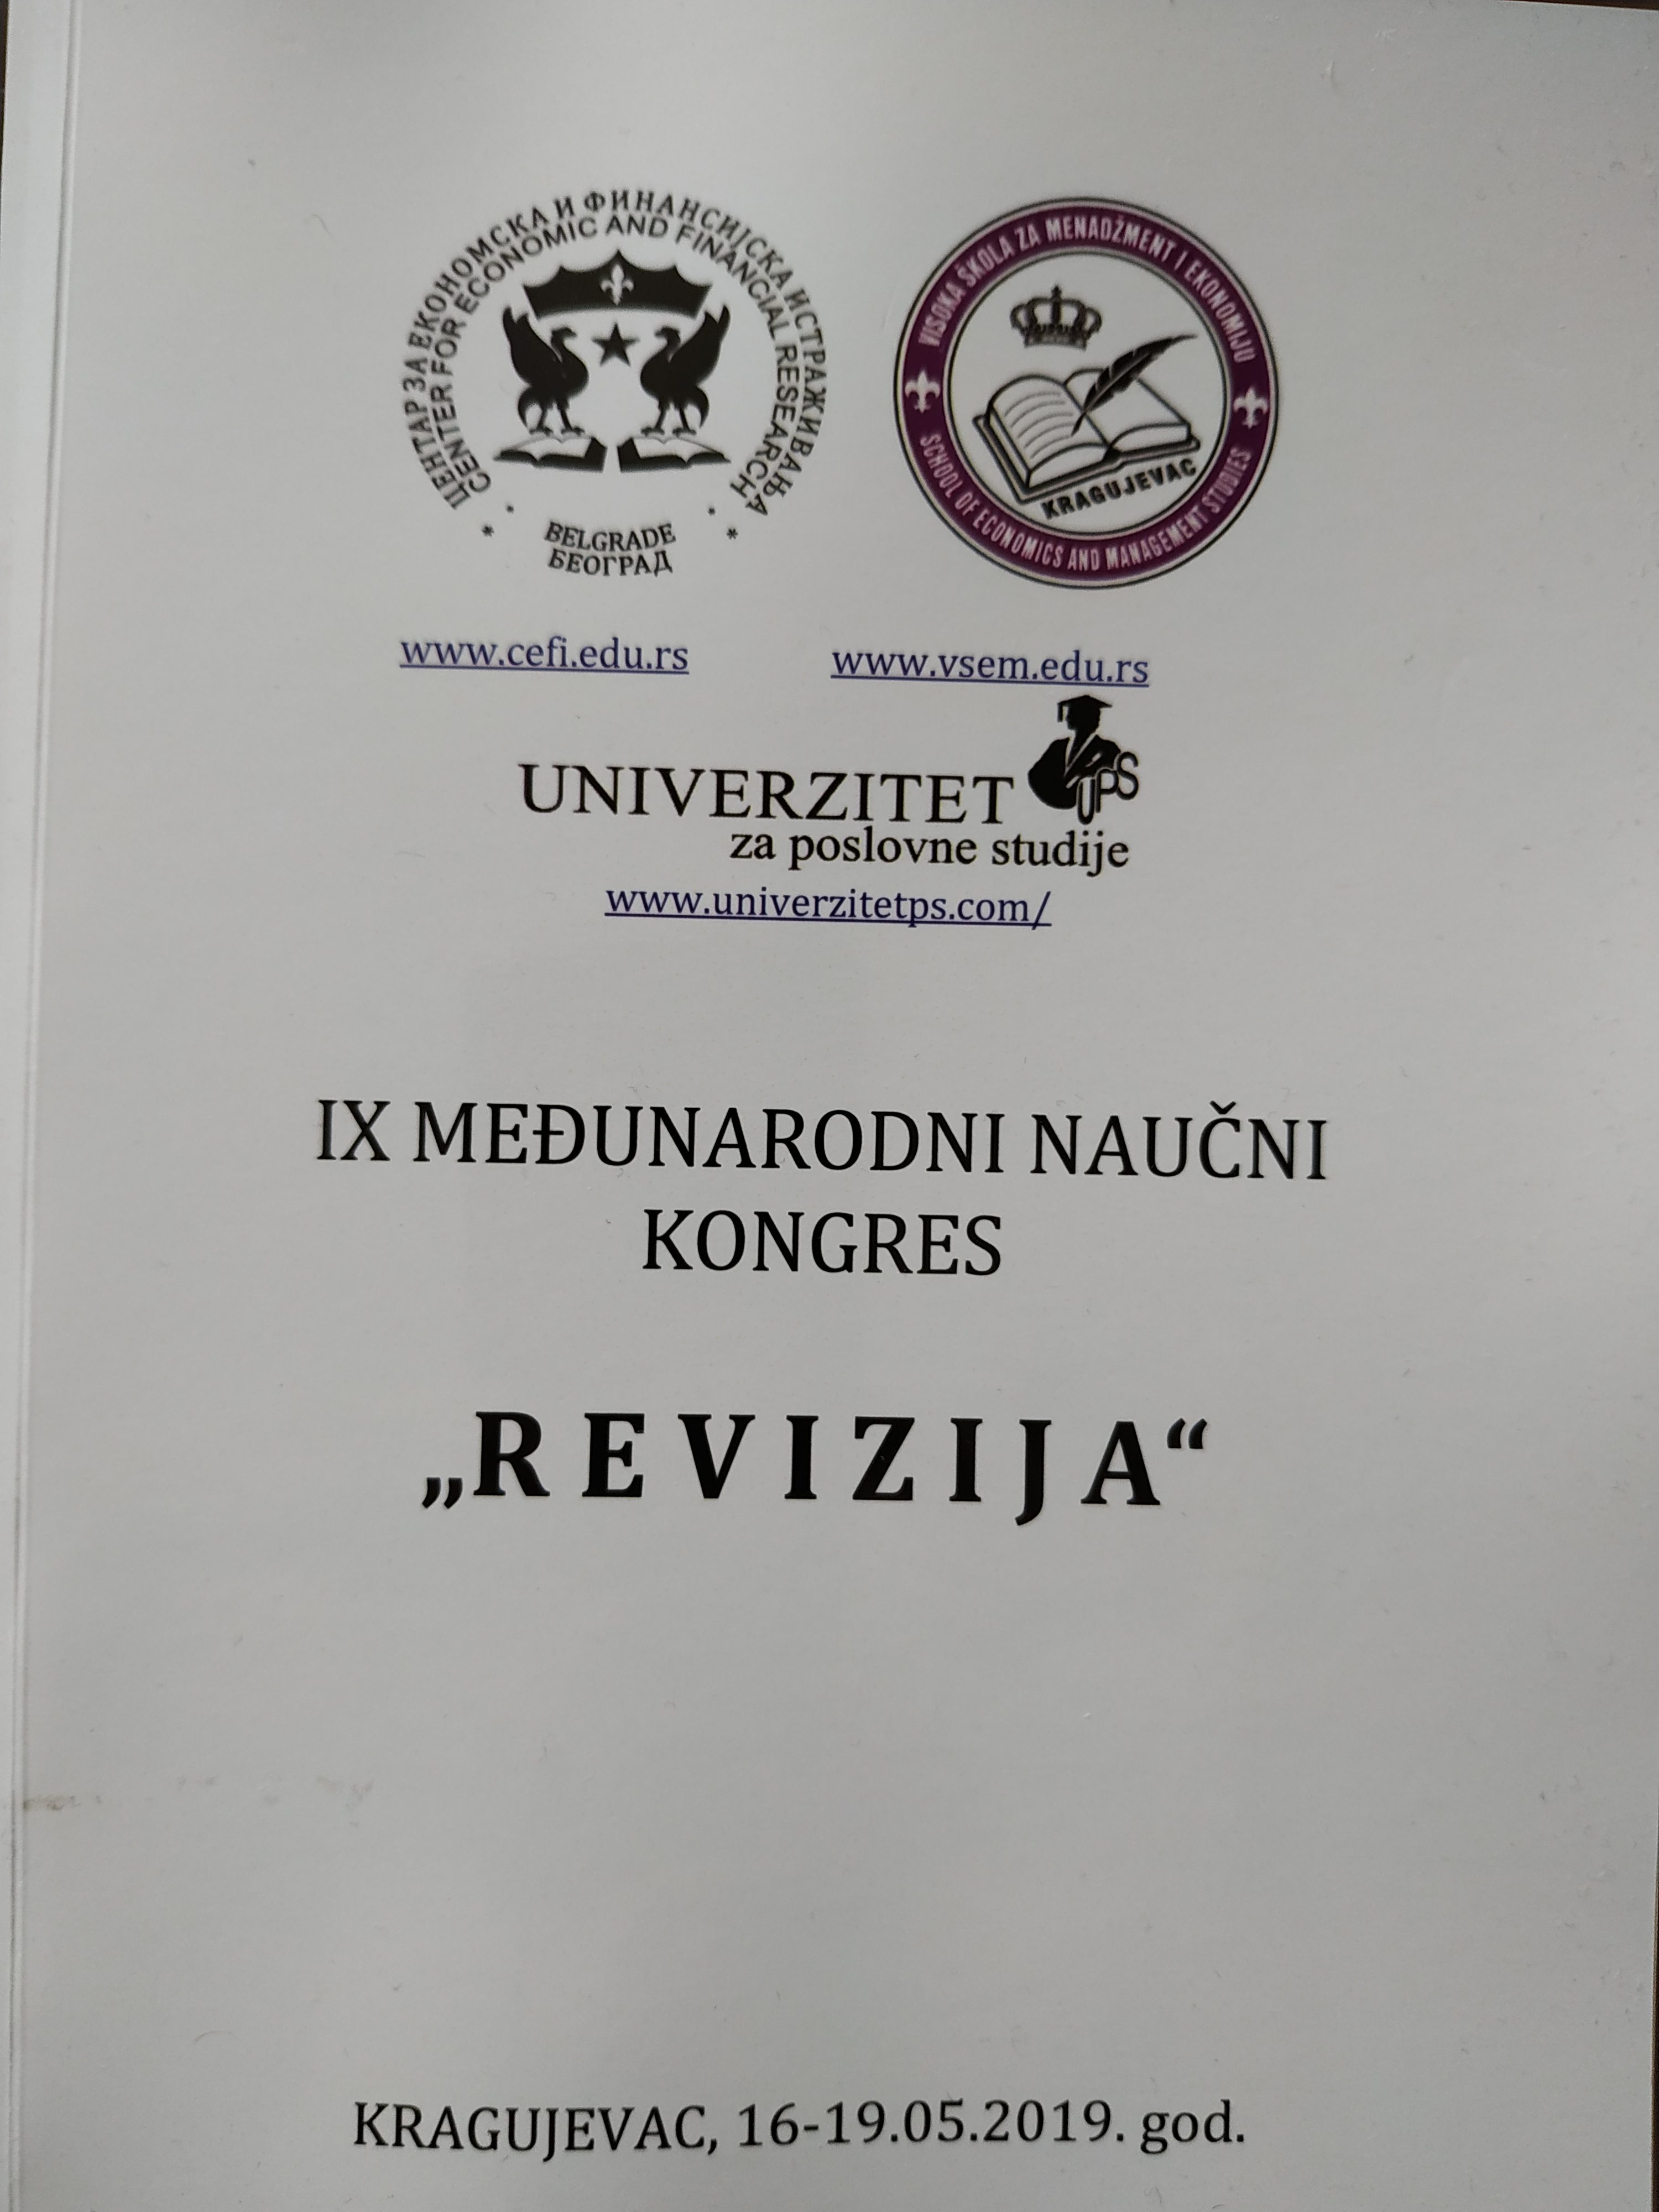 ЦЕНТАР ЗА ЕКОНОМСКА И ФИНАНСИЈСКА ИСТРАЖИВАЊА
CENTER FOR ECONOMIC AND FINANCIAL RESEARCH
BELGRADE
БЕОГРАД
VISOKA ŠKOLA ZA MENADŽMENT I EKONOMIJU
KRAGUJEVAC
SCHOOL OF ECONOMICS AND MANAGEMENT STUDIES
www.cefi.edu.rs www.vsem.edu.rs
UNIVERZITET UPS
za poslovne studije
www.univerzitetps.com/
IX MEĐUNARODNI NAUČNI
KONGRES
„R E V I Z I J A“
KRAGUJEVAC, 16-19.05.2019. god.